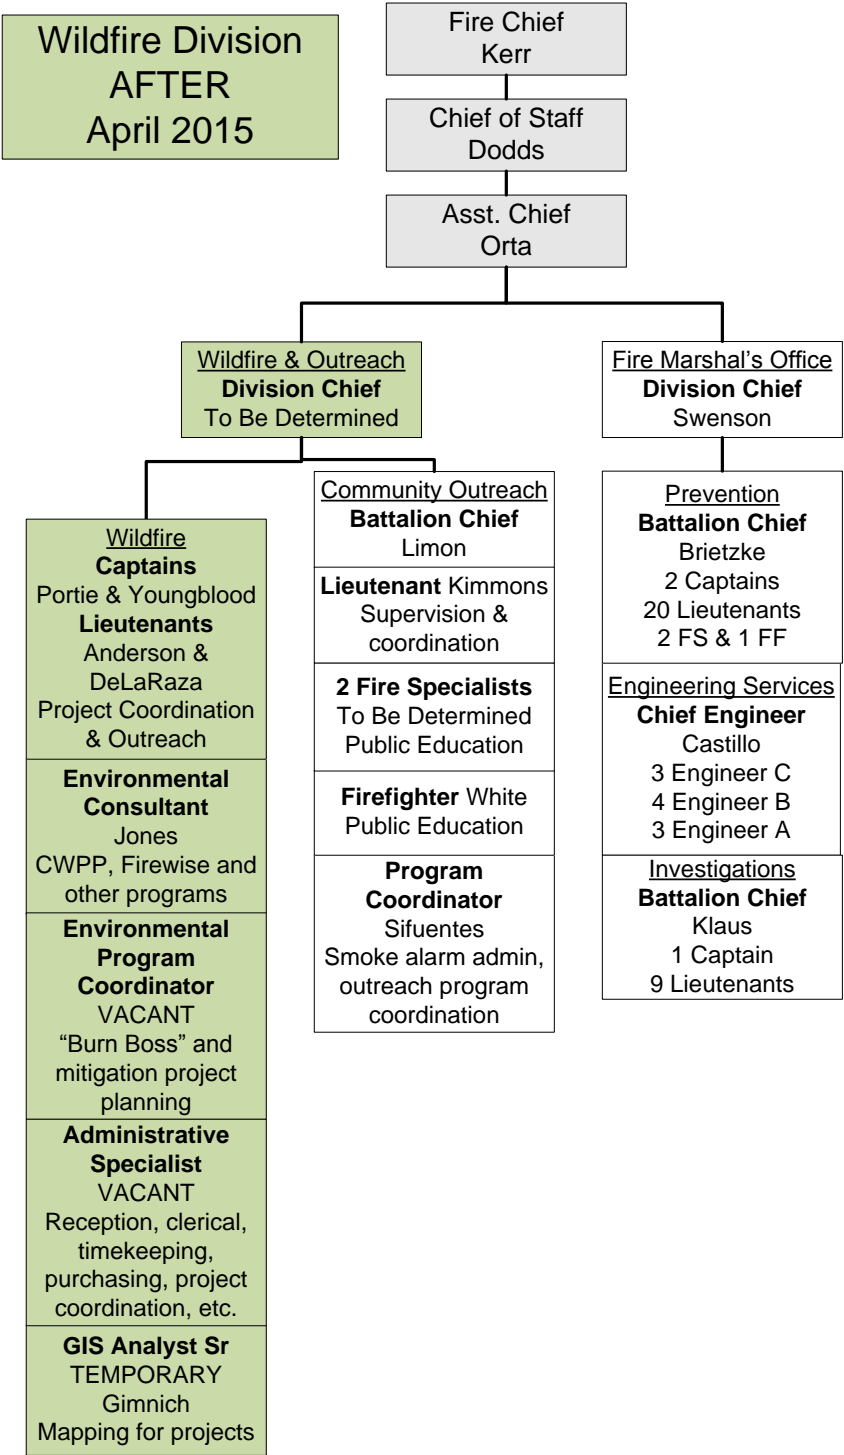 Wildfire Division
AFTER
April 2015
Fire Chief
Kerr
Chief of Staff
Dodds
Asst. Chief
Orta
Wildfire & Outreach
Division Chief
To Be Determined
Fire Marshal’s Office
Division Chief
Swenson
Wildfire
Captains
Portie & Youngblood
Lieutenants
Anderson &
DeLaRaza
Project Coordination
& Outreach
Environmental
Consultant
Jones
CWPP, Firewise and
other programs
Environmental
Program
Coordinator
VACANT
“Burn Boss” and
mitigation project
planning
Administrative
Specialist
VACANT
Reception, clerical,
timekeeping,
purchasing, project
coordination, etc.
GIS Analyst Sr
TEMPORARY
Gimnich
Mapping for projects
Community Outreach
Battalion Chief
Limon
Lieutenant Kimmons
Supervision &
coordination
2 Fire Specialists
To Be Determined
Public Education
Firefighter White
Public Education
Program
Coordinator
Sifuentes
Smoke alarm admin,
outreach program
coordination
Prevention
Battalion Chief
Brietzke
2 Captains
20 Lieutenants
2 FS & 1 FF
Engineering Services
Chief Engineer
Castillo
3 Engineer C
4 Engineer B
3 Engineer A
Investigations
Battalion Chief
Klaus
1 Captain
9 Lieutenants